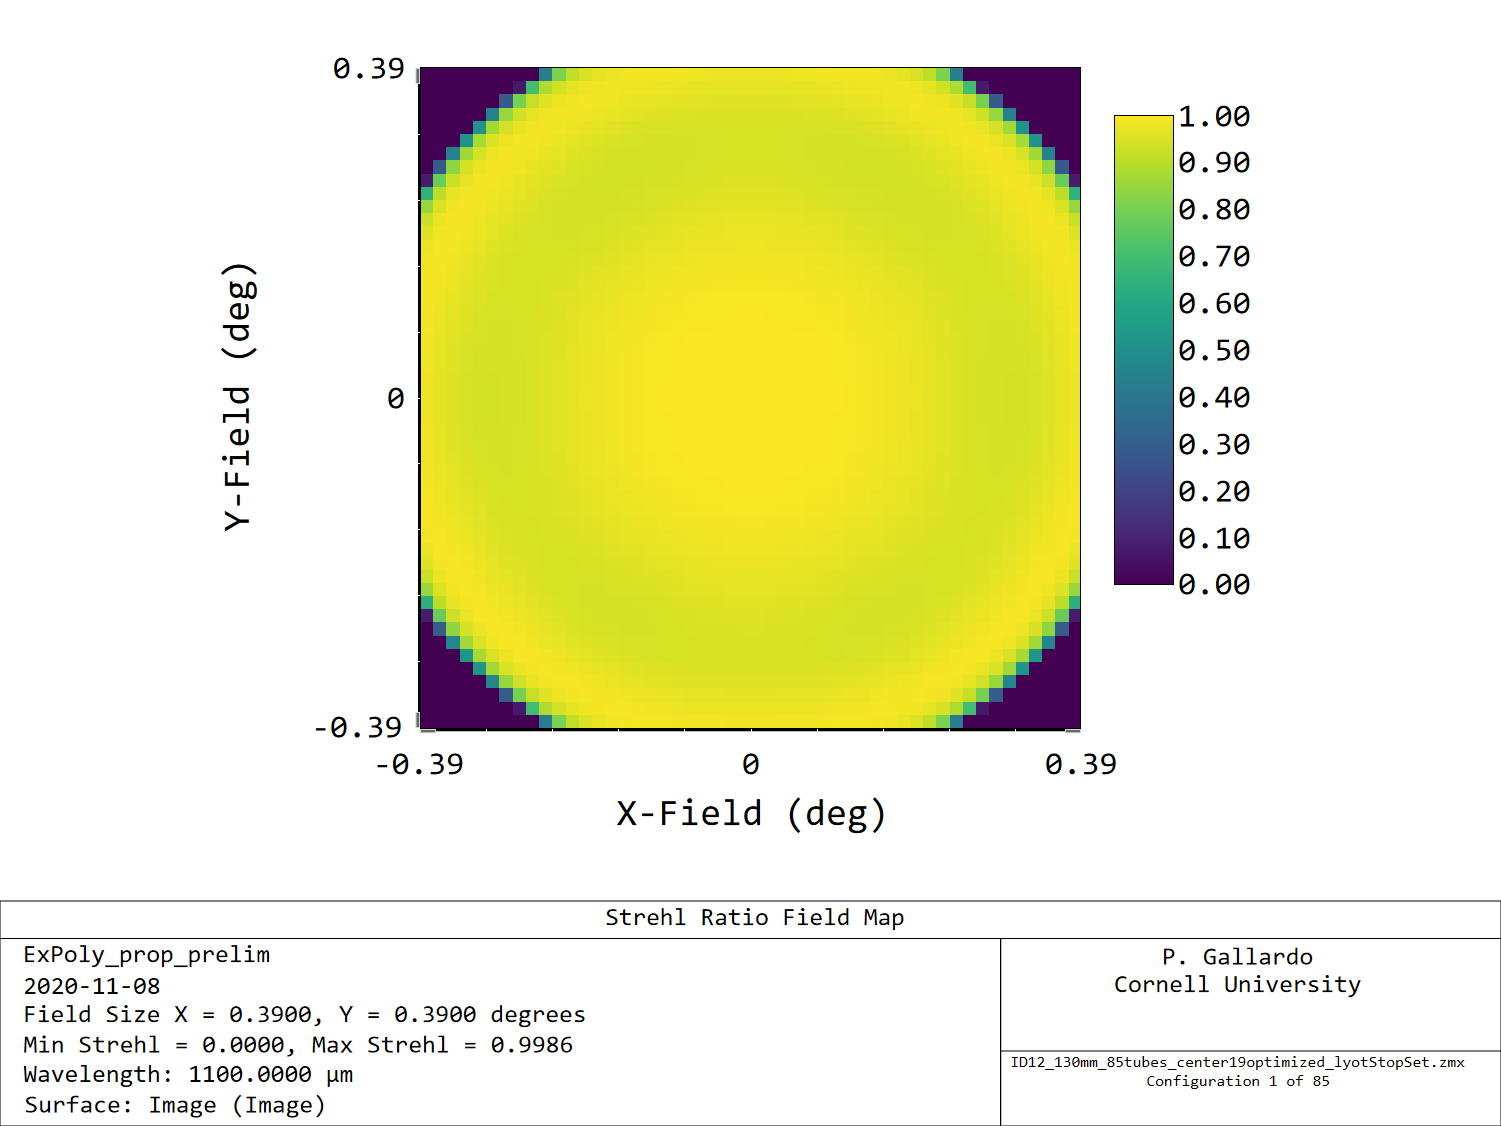 0.39
0
-0.39
Y-Field (deg)
-0.39
0
0.39
X-Field (deg)
1.00
0.90
0.80
0.70
0.60
0.50
0.40
0.30
0.20
0.10
0.00
Strehl Ratio Field Map
ExPoly_prop_prelim
2020-11-08
Field Size X = 0.3900, Y = 0.3900 degrees
Min Strehl = 0.0000, Max Strehl = 0.9986
Wavelength: 1100.0000 µm
Surface: Image (Image)
P. Gallardo
Cornell University
ID12_130mm_85tubes_center19optimized_lyotStopSet.zmx
Configuration 1 of 85